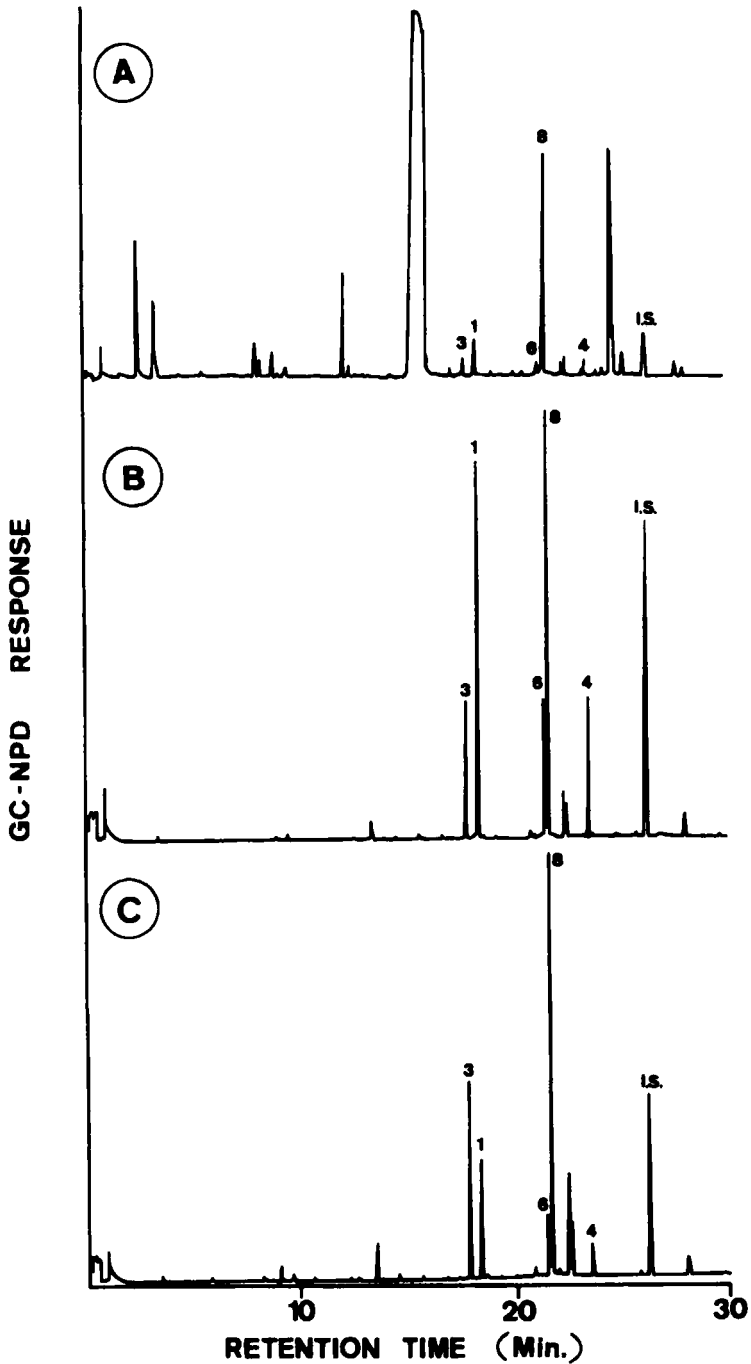 A
8
3
1
6
4
I.S.
B
1
8
I.S.
3
6
4
C
8
3
I.S.
1
6
4
10
20
30
RETENTION TIME (Min.)
GC-NPD RESPONSE